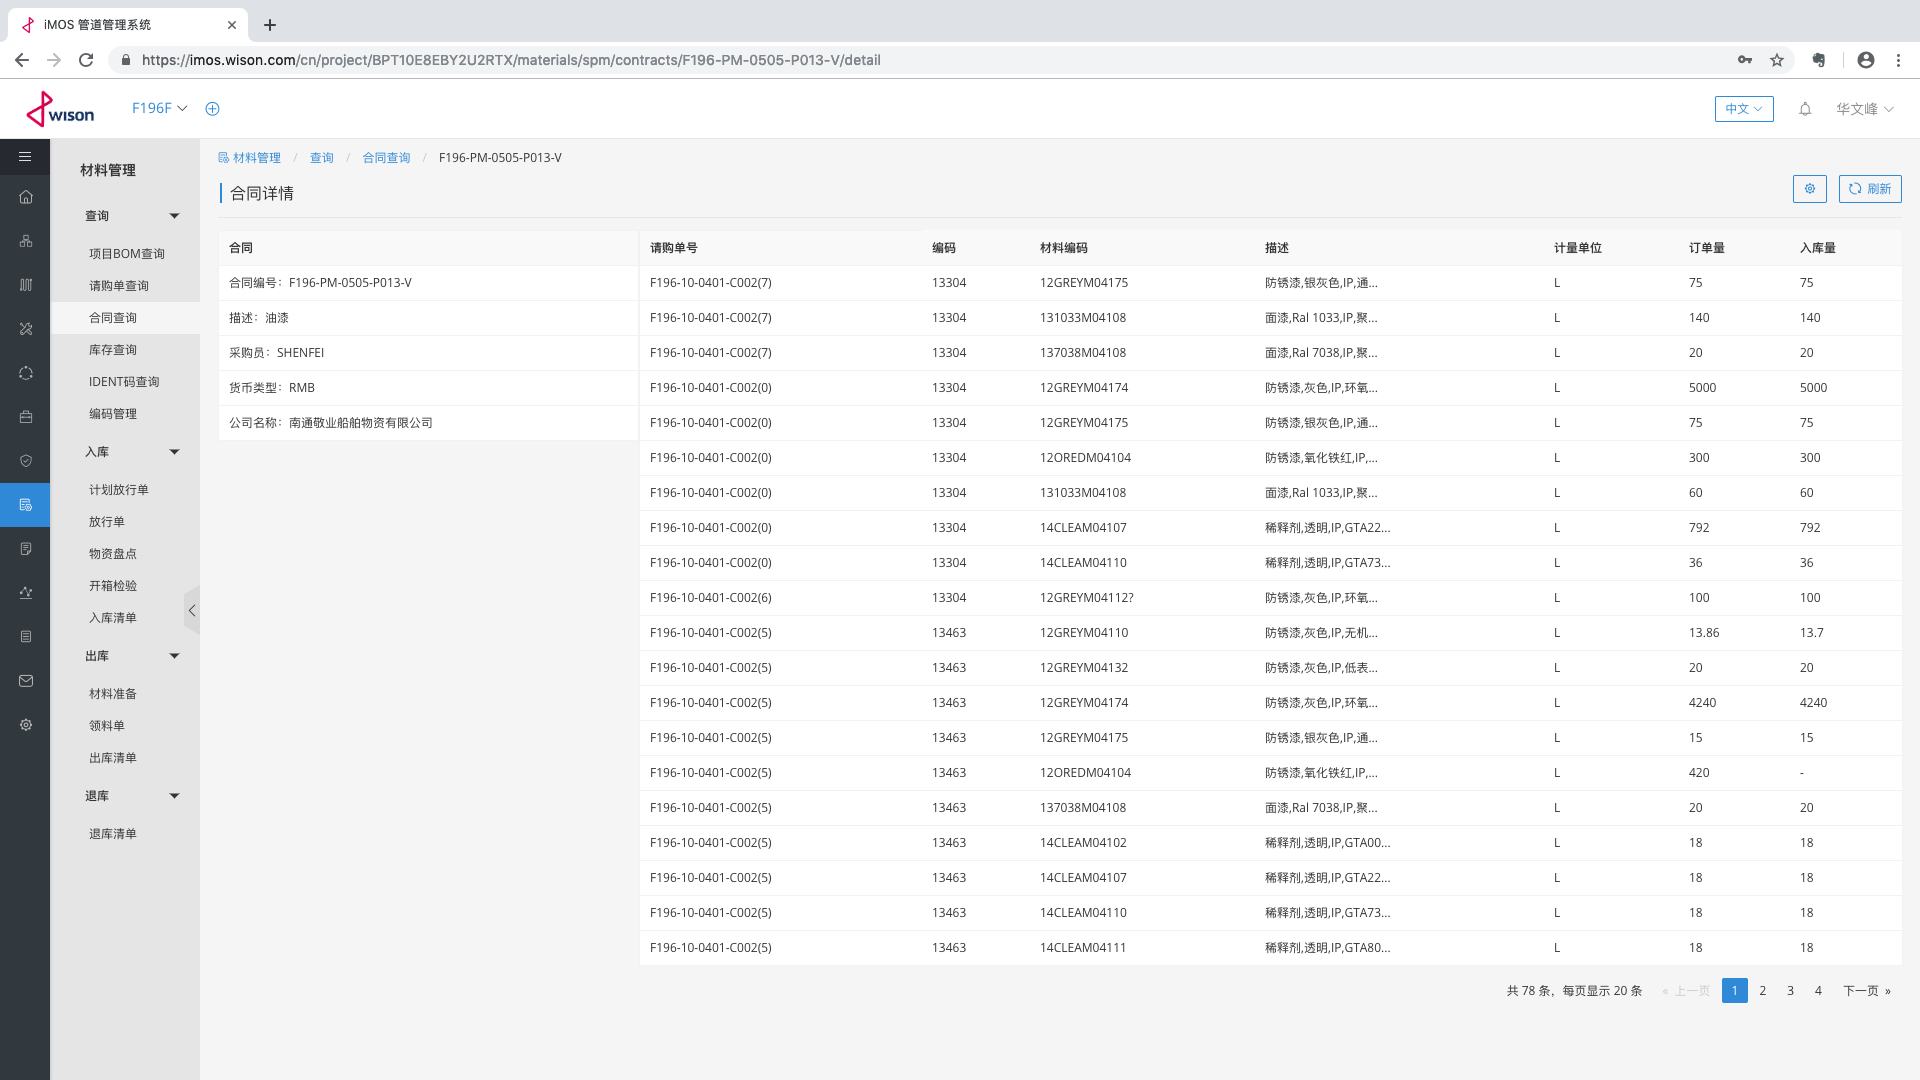 iMOS 管道管理系统
https://imos.wison.com/cn/project/BPT10E8EBY2U2RTX/materials/spm/contracts/F196-PM-0505-P013-V/detail
wison
F196F
中文
华文峰
材料管理
查询
项目BOM查询
请购单查询
合同查询
库存查询
IDENT码查询
编码管理
入库
计划放行单
放行单
物资盘点
开箱检验
入库清单
出库
材料准备
领料单
出库清单
退库
退库清单
材料管理 / 查询 / 合同查询 / F196-PM-0505-P013-V
合同详情
刷新
合同
合同编号：F196-PM-0505-P013-V
描述：油漆
采购员：SHENFEI
货币类型：RMB
公司名称：南通敬业船舶物资有限公司
请购单号 编码 材料编码 描述 计量单位 订单量 入库量
F196-10-0401-C002(7) 13304 12GREYM04175 防锈漆,银灰色,IP,通... L 75 75
F196-10-0401-C002(7) 13304 131033M04108 面漆,Ral 1033,IP,聚... L 140 140
F196-10-0401-C002(7) 13304 137038M04108 面漆,Ral 7038,IP,聚... L 20 20
F196-10-0401-C002(0) 13304 12GREYM04174 防锈漆,灰色,IP,环氧... L 5000 5000
F196-10-0401-C002(0) 13304 12GREYM04175 防锈漆,银灰色,IP,通... L 75 75
F196-10-0401-C002(0) 13304 12OREDM04104 防锈漆,氧化铁红,IP,... L 300 300
F196-10-0401-C002(0) 13304 131033M04108 面漆,Ral 1033,IP,聚... L 60 60
F196-10-0401-C002(0) 13304 14CLEAM04107 稀释剂,透明,IP,GTA22... L 792 792
F196-10-0401-C002(0) 13304 14CLEAM04110 稀释剂,透明,IP,GTA73... L 36 36
F196-10-0401-C002(6) 13304 12GREYM04112? 防锈漆,灰色,IP,环氧... L 100 100
F196-10-0401-C002(5) 13463 12GREYM04110 防锈漆,灰色,IP,无机... L 13.86 13.7
F196-10-0401-C002(5) 13463 12GREYM04132 防锈漆,灰色,IP,低表... L 20 20
F196-10-0401-C002(5) 13463 12GREYM04174 防锈漆,灰色,IP,环氧... L 4240 4240
F196-10-0401-C002(5) 13463 12GREYM04175 防锈漆,银灰色,IP,通... L 15 15
F196-10-0401-C002(5) 13463 12OREDM04104 防锈漆,氧化铁红,IP,... L 420 -
F196-10-0401-C002(5) 13463 137038M04108 面漆,Ral 7038,IP,聚... L 20 20
F196-10-0401-C002(5) 13463 14CLEAM04102 稀释剂,透明,IP,GTA00... L 18 18
F196-10-0401-C002(5) 13463 14CLEAM04107 稀释剂,透明,IP,GTA22... L 18 18
F196-10-0401-C002(5) 13463 14CLEAM04110 稀释剂,透明,IP,GTA73... L 18 18
F196-10-0401-C002(5) 13463 14CLEAM04111 稀释剂,透明,IP,GTA80... L 18 18
共 78 条，每页显示 20 条 « 上一页 1 2 3 4 下一页 »